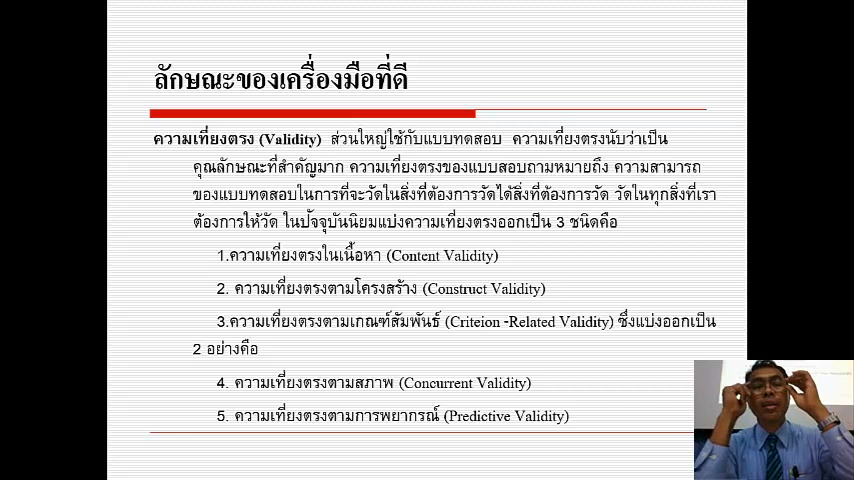 ลักษณะของเครื่องมือที่ดี
ความเที่ยงตรง (Validity) ส่วนใหญ่ใช้กับแบบทดสอบ ความเที่ยงตรงนับว่าเป็น
คุณลักษณะที่สำคัญมาก ความเที่ยงตรงของแบบสอบถามหมายถึง ความสามารถ
ของแบบทดสอบในการที่จะวัดในสิ่งที่ต้องการวัดได้สิ่งที่ต้องการวัด วัดในทุกสิ่งที่เรา
ต้องการให้วัด ในปัจจุบันนิยมแบ่งความเที่ยงตรงออกเป็น 3 ชนิดคือ
1.ความเที่ยงตรงในเนื้อหา (Content Validity)
2. ความเที่ยงตรงตามโครงสร้าง (Construct Validity)
3.ความเที่ยงตรงตามเกณฑ์สัมพันธ์ (Criteion -Related Validity) ซึ่งแบ่งออกเป็น
2 อย่างคือ
4. ความเที่ยงตรงตามสภาพ (Concurrent Validity)
5. ความเที่ยงตรงตามการพยากรณ์ (Predictive Validity)